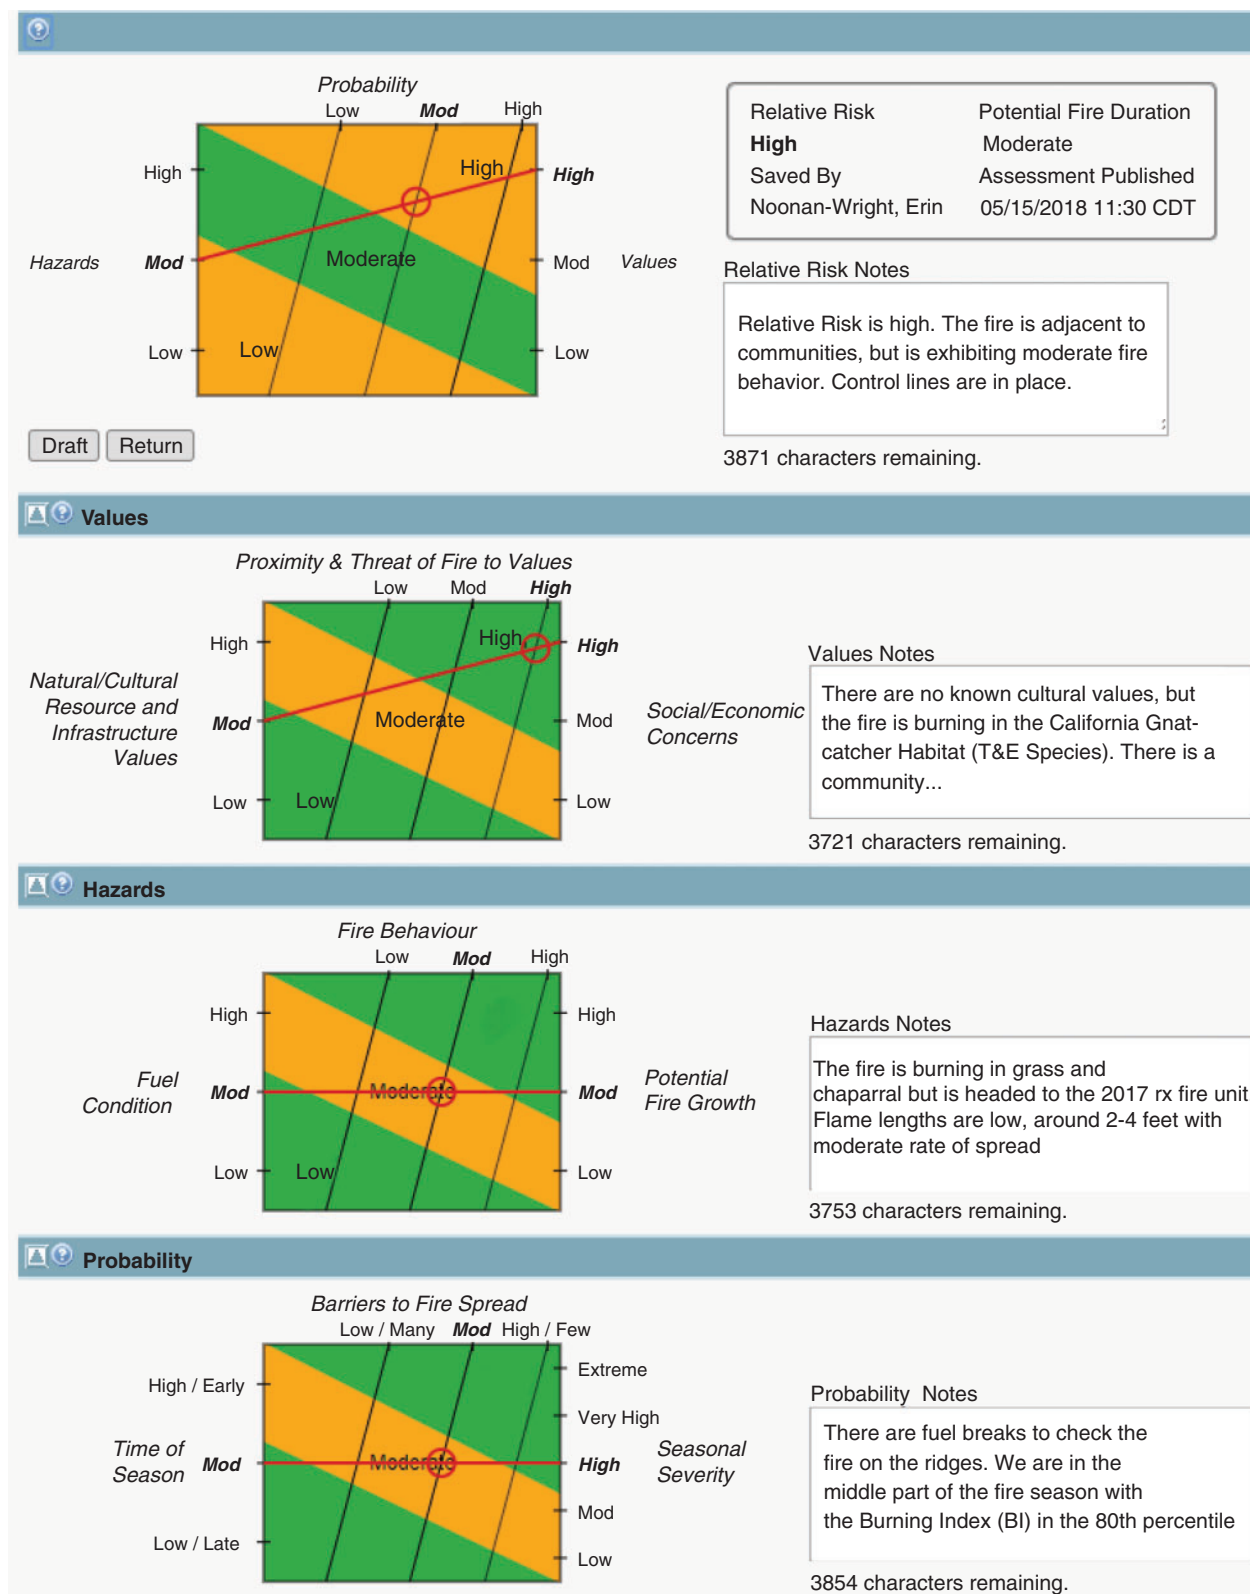 Probability
Low Mod High
High
High
High
Hazards
Mod
Moderate
Mod
Values
Low
Low
Low
Draft
Return
Relative Risk Potential Fire Duration
High Moderate
Saved By Assessment Published
Noonan-Wright, Erin 05/15/2018 11:30 CDT
Relative Risk Notes
Relative Risk is high. The fire is adjacent to
communities, but is exhibiting moderate fire
behavior. Control lines are in place.
3871 characters remaining.
Values
Proximity & Threat of Fire to Values
Low Mod High
High
High
High
Natural/Cultural
Resource and
Infrastructure
Values
Mod
Moderate
Mod
Social/Economic
Concerns
Low
Low
Low
Values Notes
There are no known cultural values, but
the fire is burning in the California Gnat-
catcher Habitat (T&E Species). There is a
community...
3721 characters remaining.
Hazards
Fire Behaviour
Low Mod High
High
High
Fuel
Condition
Mod
Moderate
Mod
Potential
Fire Growth
Low
Low
Low
Hazards Notes
The fire is burning in grass and
chaparral but is headed to the 2017 rx fire unit
Flame lengths are low, around 2-4 feet with
moderate rate of spread
3753 characters remaining.
Probability
Barriers to Fire Spread
Low / Many Mod High / Few
High / Early
Extreme
Very High
Time of
Season
Mod
Moderate
High
Seasonal
Severity
Mod
Low / Late
Low
Probability Notes
There are fuel breaks to check the
fire on the ridges. We are in the
middle part of the fire season with
the Burning Index (BI) in the 80th percentile
3854 characters remaining.